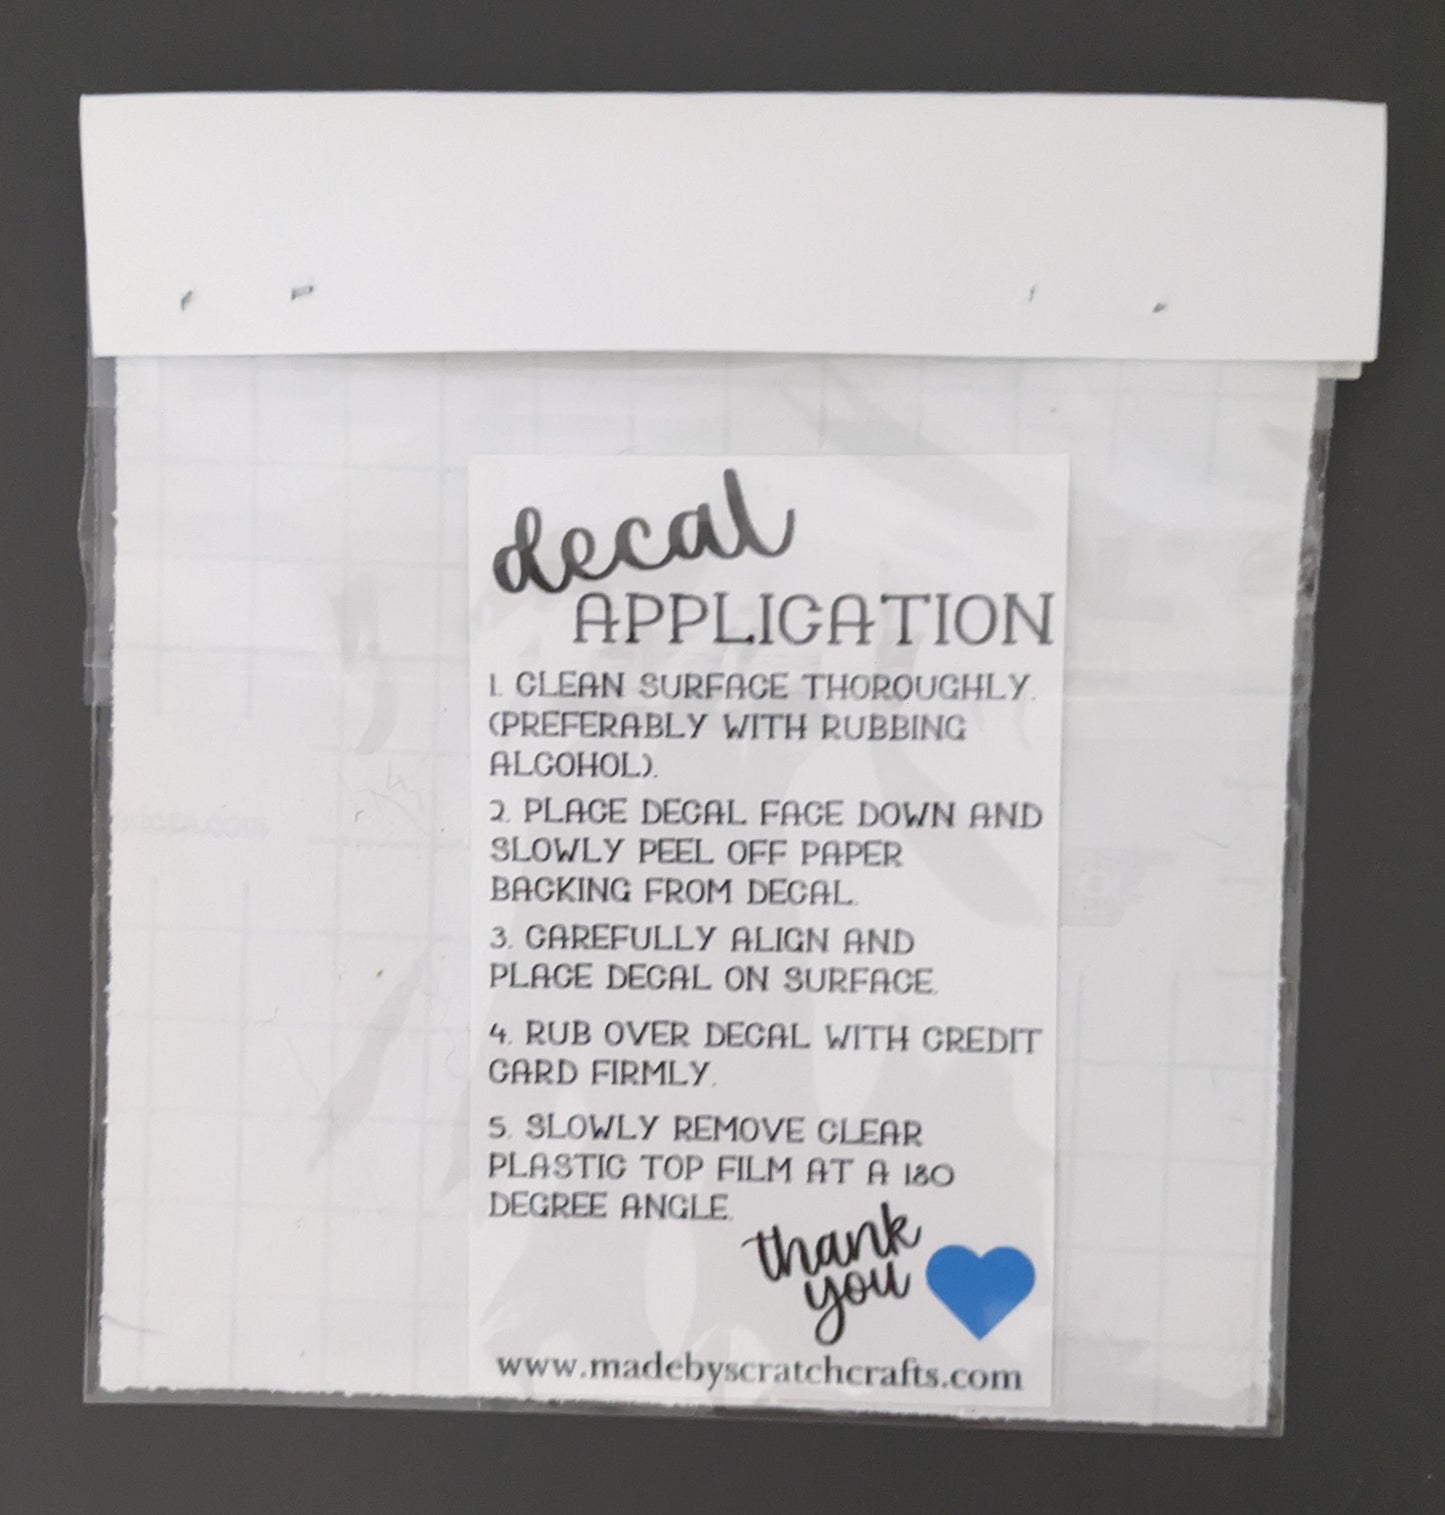 decal
APPLICATION
1. CLEAN SURFACE THOROUGHLY.
(PREFERABLY WITH RUBBING
ALCOHOL).
2. PLACE DECAL FACE DOWN AND
SLOWLY PEEL OFF PAPER
BACKING FROM DECAL.
3. CAREFULLY ALIGN AND
PLACE DECAL ON SURFACE.
4. RUB OVER DECAL WITH CREDIT
CARD FIRMLY.
5. SLOWLY REMOVE CLEAR
PLASTIC TOP FILM AT A 180
DEGREE ANGLE.
thank
you
www.madebyscratchcrafts.com